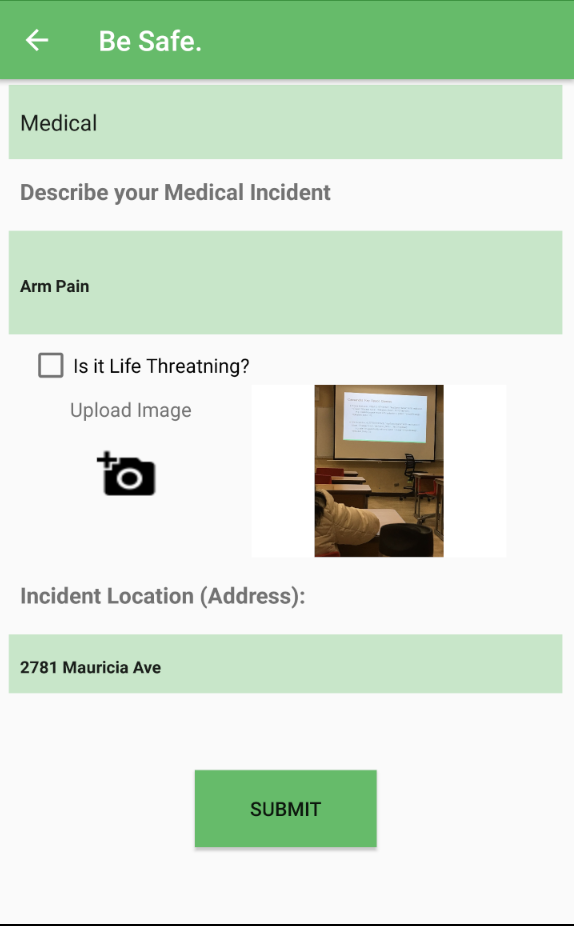 Be Safe.
Medical
Describe your Medical Incident
Arm Pain
Is it Life Threatning?
Upload Image
Incident Location (Address):
2781 Mauricia Ave
SUBMIT